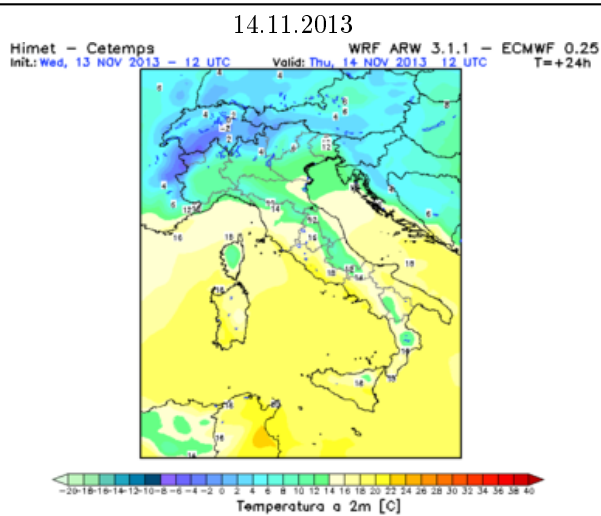 14.11.2013
Himet - Cetemps WRF ARW 3.1.1 - ECMWF 0.25
Init.: Wed, 13 NOV 2013 - 12 UTC Valid: Thu, 14 NOV 2013 12 UTC T=+24h
-20-18-16-14-12-10-8 -6 -4 -2 0 2 4 6 8 10 12 14 16 18 20 22 24 26 28 30 32 34 36 38 40
Temperatura a 2m [C]